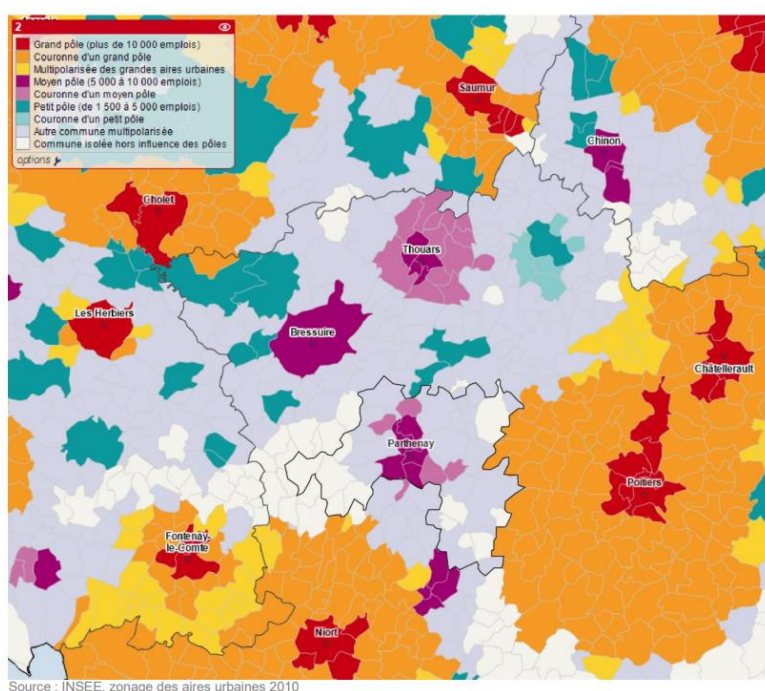 2
Grand pôle (plus de 10 000 emplois)
Couronne d'un grand pôle
Multipolarisée des grandes aires urbaines
Moyen pôle (5 000 à 10 000 emplois)
Couronne d'un moyen pôle
Petit pôle (de 1 500 à 5 000 emplois)
Couronne d'un petit pôle
Autre commune multipolarisée
Commune isolée hors influence des pôles
options
Saumur
Chinon
Cholet
Thouars
Les Herbiers
Bressuire
Châtellerault
Parthenay
Poitiers
Fontenay-
le-Comte
Niort
Source : INSEE, zonage des aires urbaines 2010